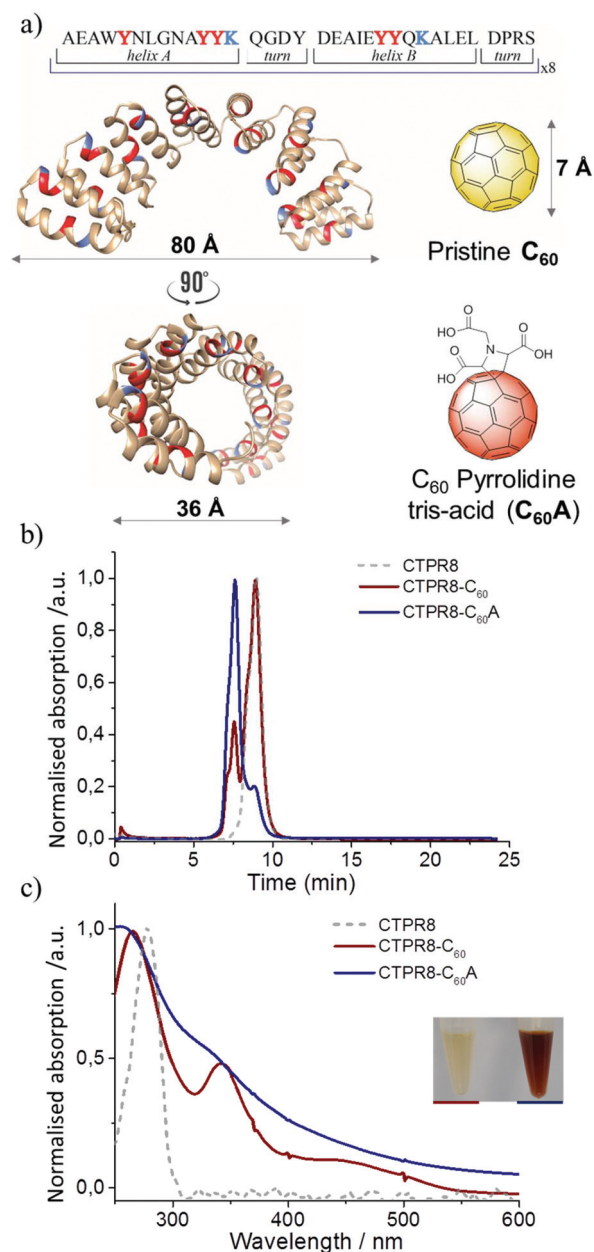 a)
AEAWYNLGNAYYK QGDY DEAIEYYQKALEL DPRS
helix A turn helix B turn
x8
7 Å
Pristine C60
80 Å
90°
O
HO
N
O
OH
O
HO
C60 Pyrrolidine
tris-acid (C60A)
36 Å
b)
CTPR8
CTPR8-C60
CTPR8-C60A
Normalised absorption /a.u.
1,0
0,8
0,6
0,4
0,2
0,0
0 5 10 15 20 25
Time (min)
c)
CTPR8
CTPR8-C60
CTPR8-C60A
Normalised absorption /a.u.
1,0
0,5
0,0
300 400 500 600
Wavelength / nm